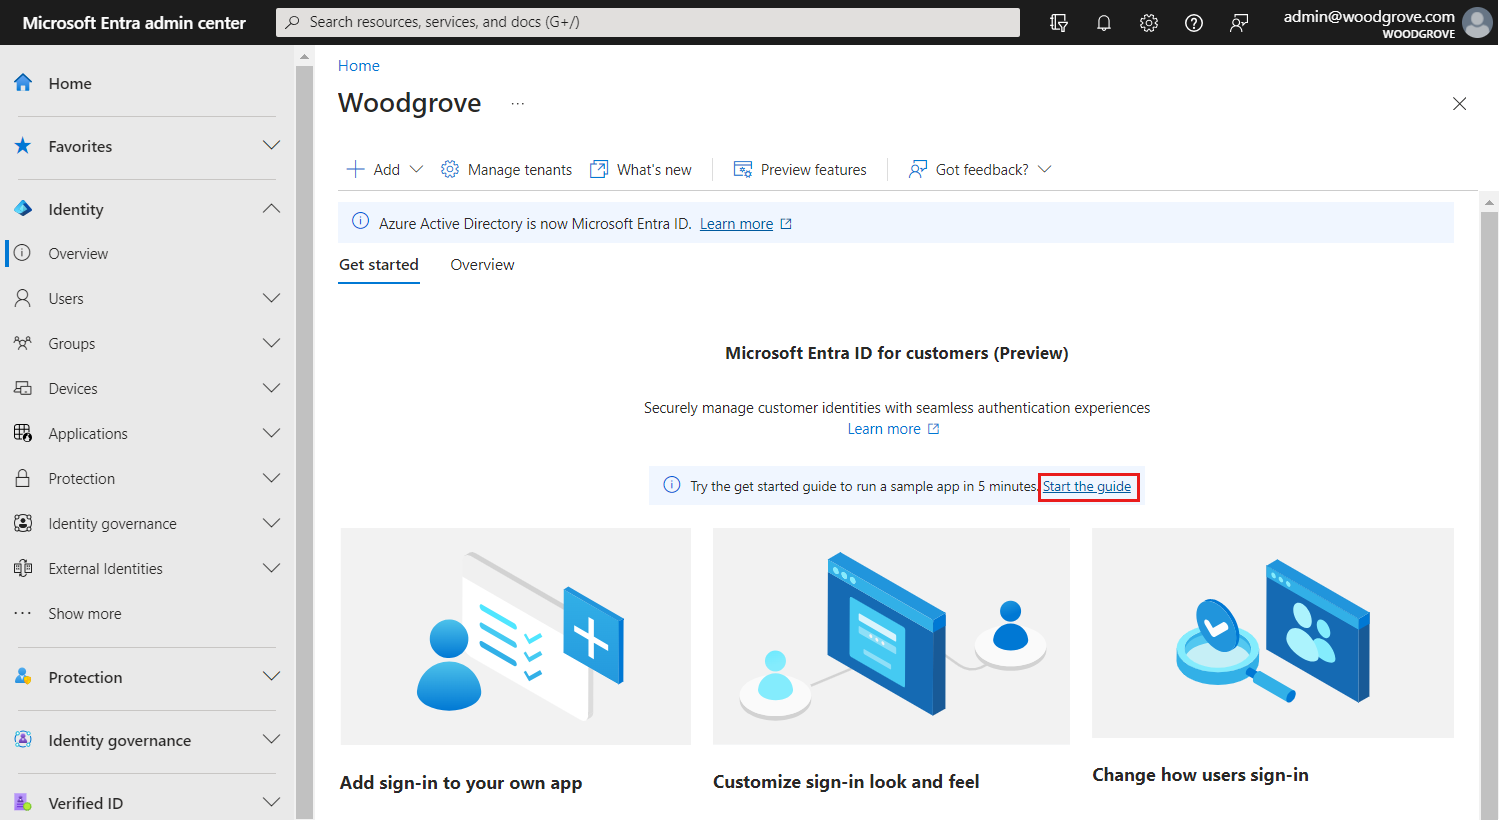 Microsoft Entra admin center
Search resources, services, and docs (G+/)
admin@woodgrove.com
WOODGROVE
Home
Favorites
Identity
Overview
Users
Groups
Devices
Applications
Protection
Identity governance
External Identities
Show more
Protection
Identity governance
Verified ID
Home
Woodgrove
Add
Manage tenants
What's new
Preview features
Got feedback?
Azure Active Directory is now Microsoft Entra ID. Learn more
Get started
Overview
Microsoft Entra ID for customers (Preview)
Securely manage customer identities with seamless authentication experiences
Learn more
Try the get started guide to run a sample app in 5 minutes. Start the guide
Add sign-in to your own app
Customize sign-in look and feel
Change how users sign-in